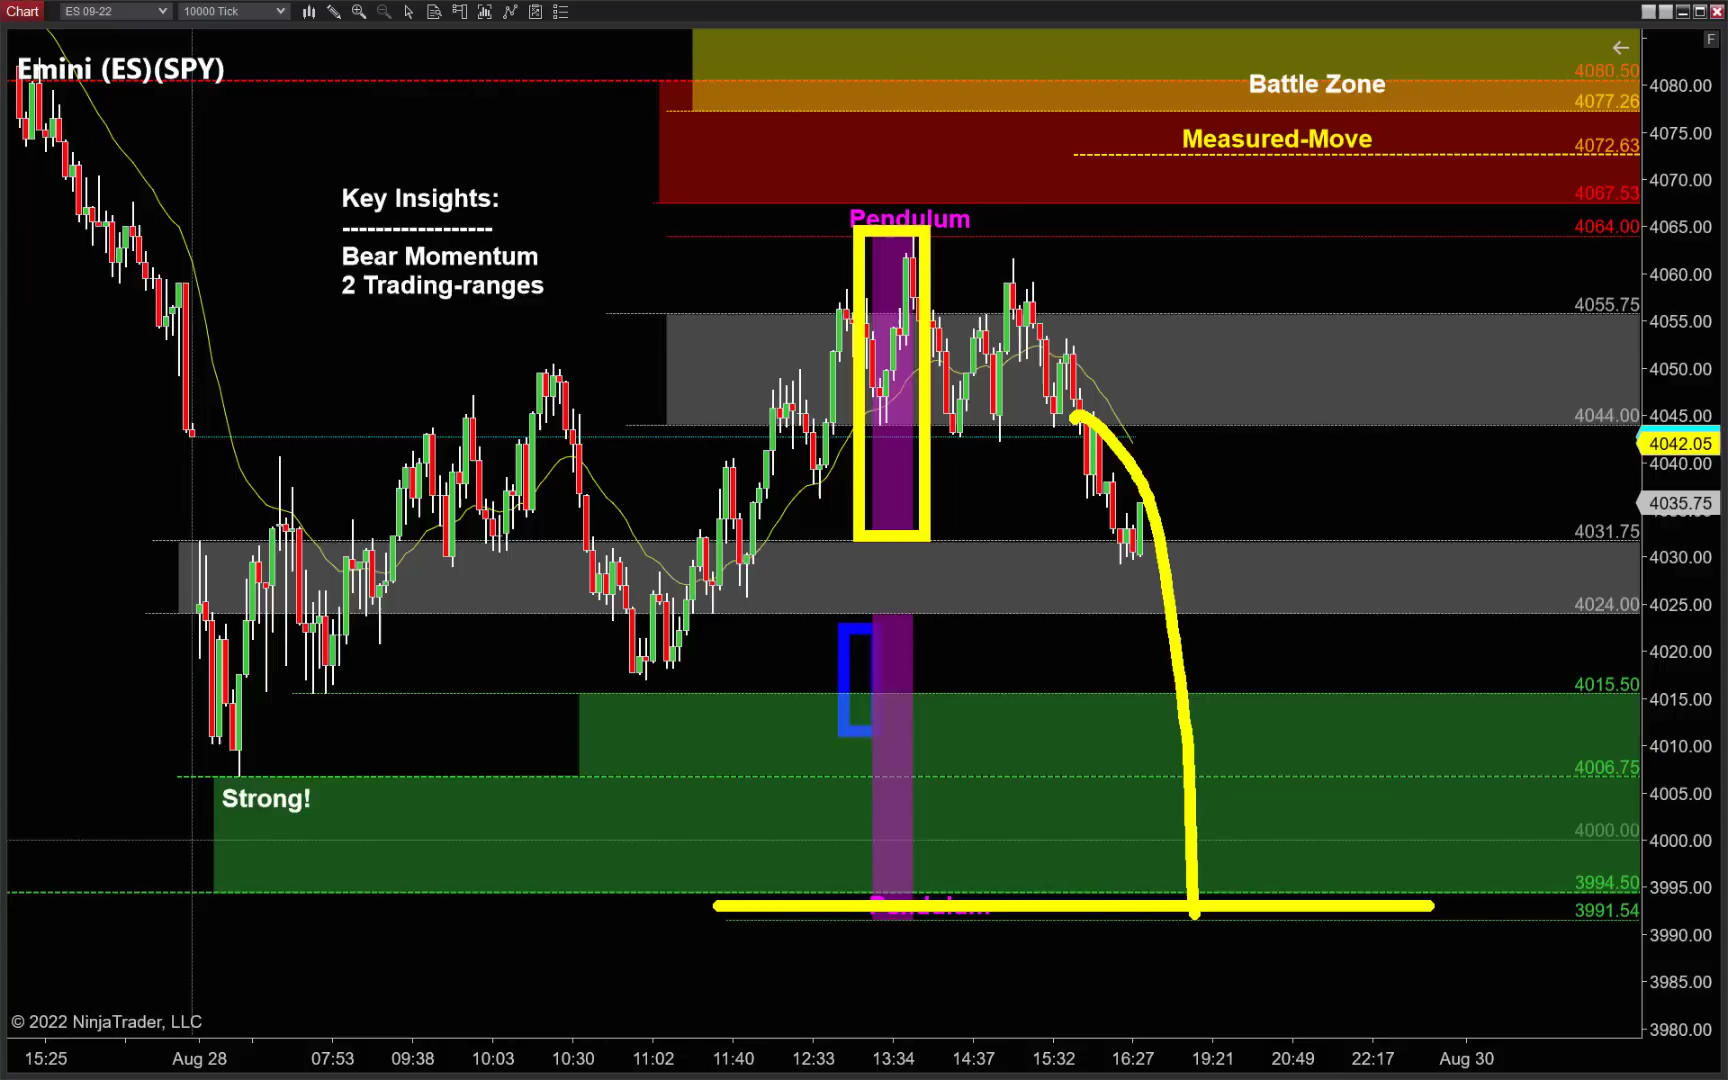 Chart ES 09-22 10000 Tick
F
Emini (ES)(SPY)
4080.50
Battle Zone
4077.26
Measured-Move
4072.63
4067.53
Key Insights:
------------------
Bear Momentum
2 Trading-ranges
Pendulum
4064.00
4055.75
4044.00
4031.75
4024.00
4015.50
4006.75
Strong!
4000.00
3994.50
Pendulum
3991.54
4080.00
4075.00
4070.00
4065.00
4060.00
4055.00
4050.00
4045.00
4042.05
4040.00
4035.75
4030.00
4025.00
4020.00
4015.00
4010.00
4005.00
4000.00
3995.00
3990.00
3985.00
3980.00
© 2022 NinjaTrader, LLC
15:25 Aug 28 07:53 09:38 10:03 10:30 11:02 11:40 12:33 13:34 14:37 15:32 16:27 19:21 20:49 22:17 Aug 30